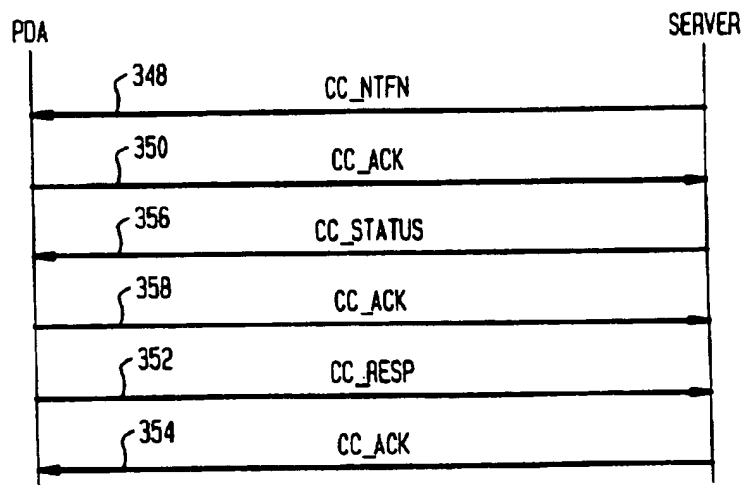 PDA SERVER
348 CC_NTFN
350 CC_ACK
356 CC_STATUS
358 CC_ACK
352 CC_RESP
354 CC_ACK